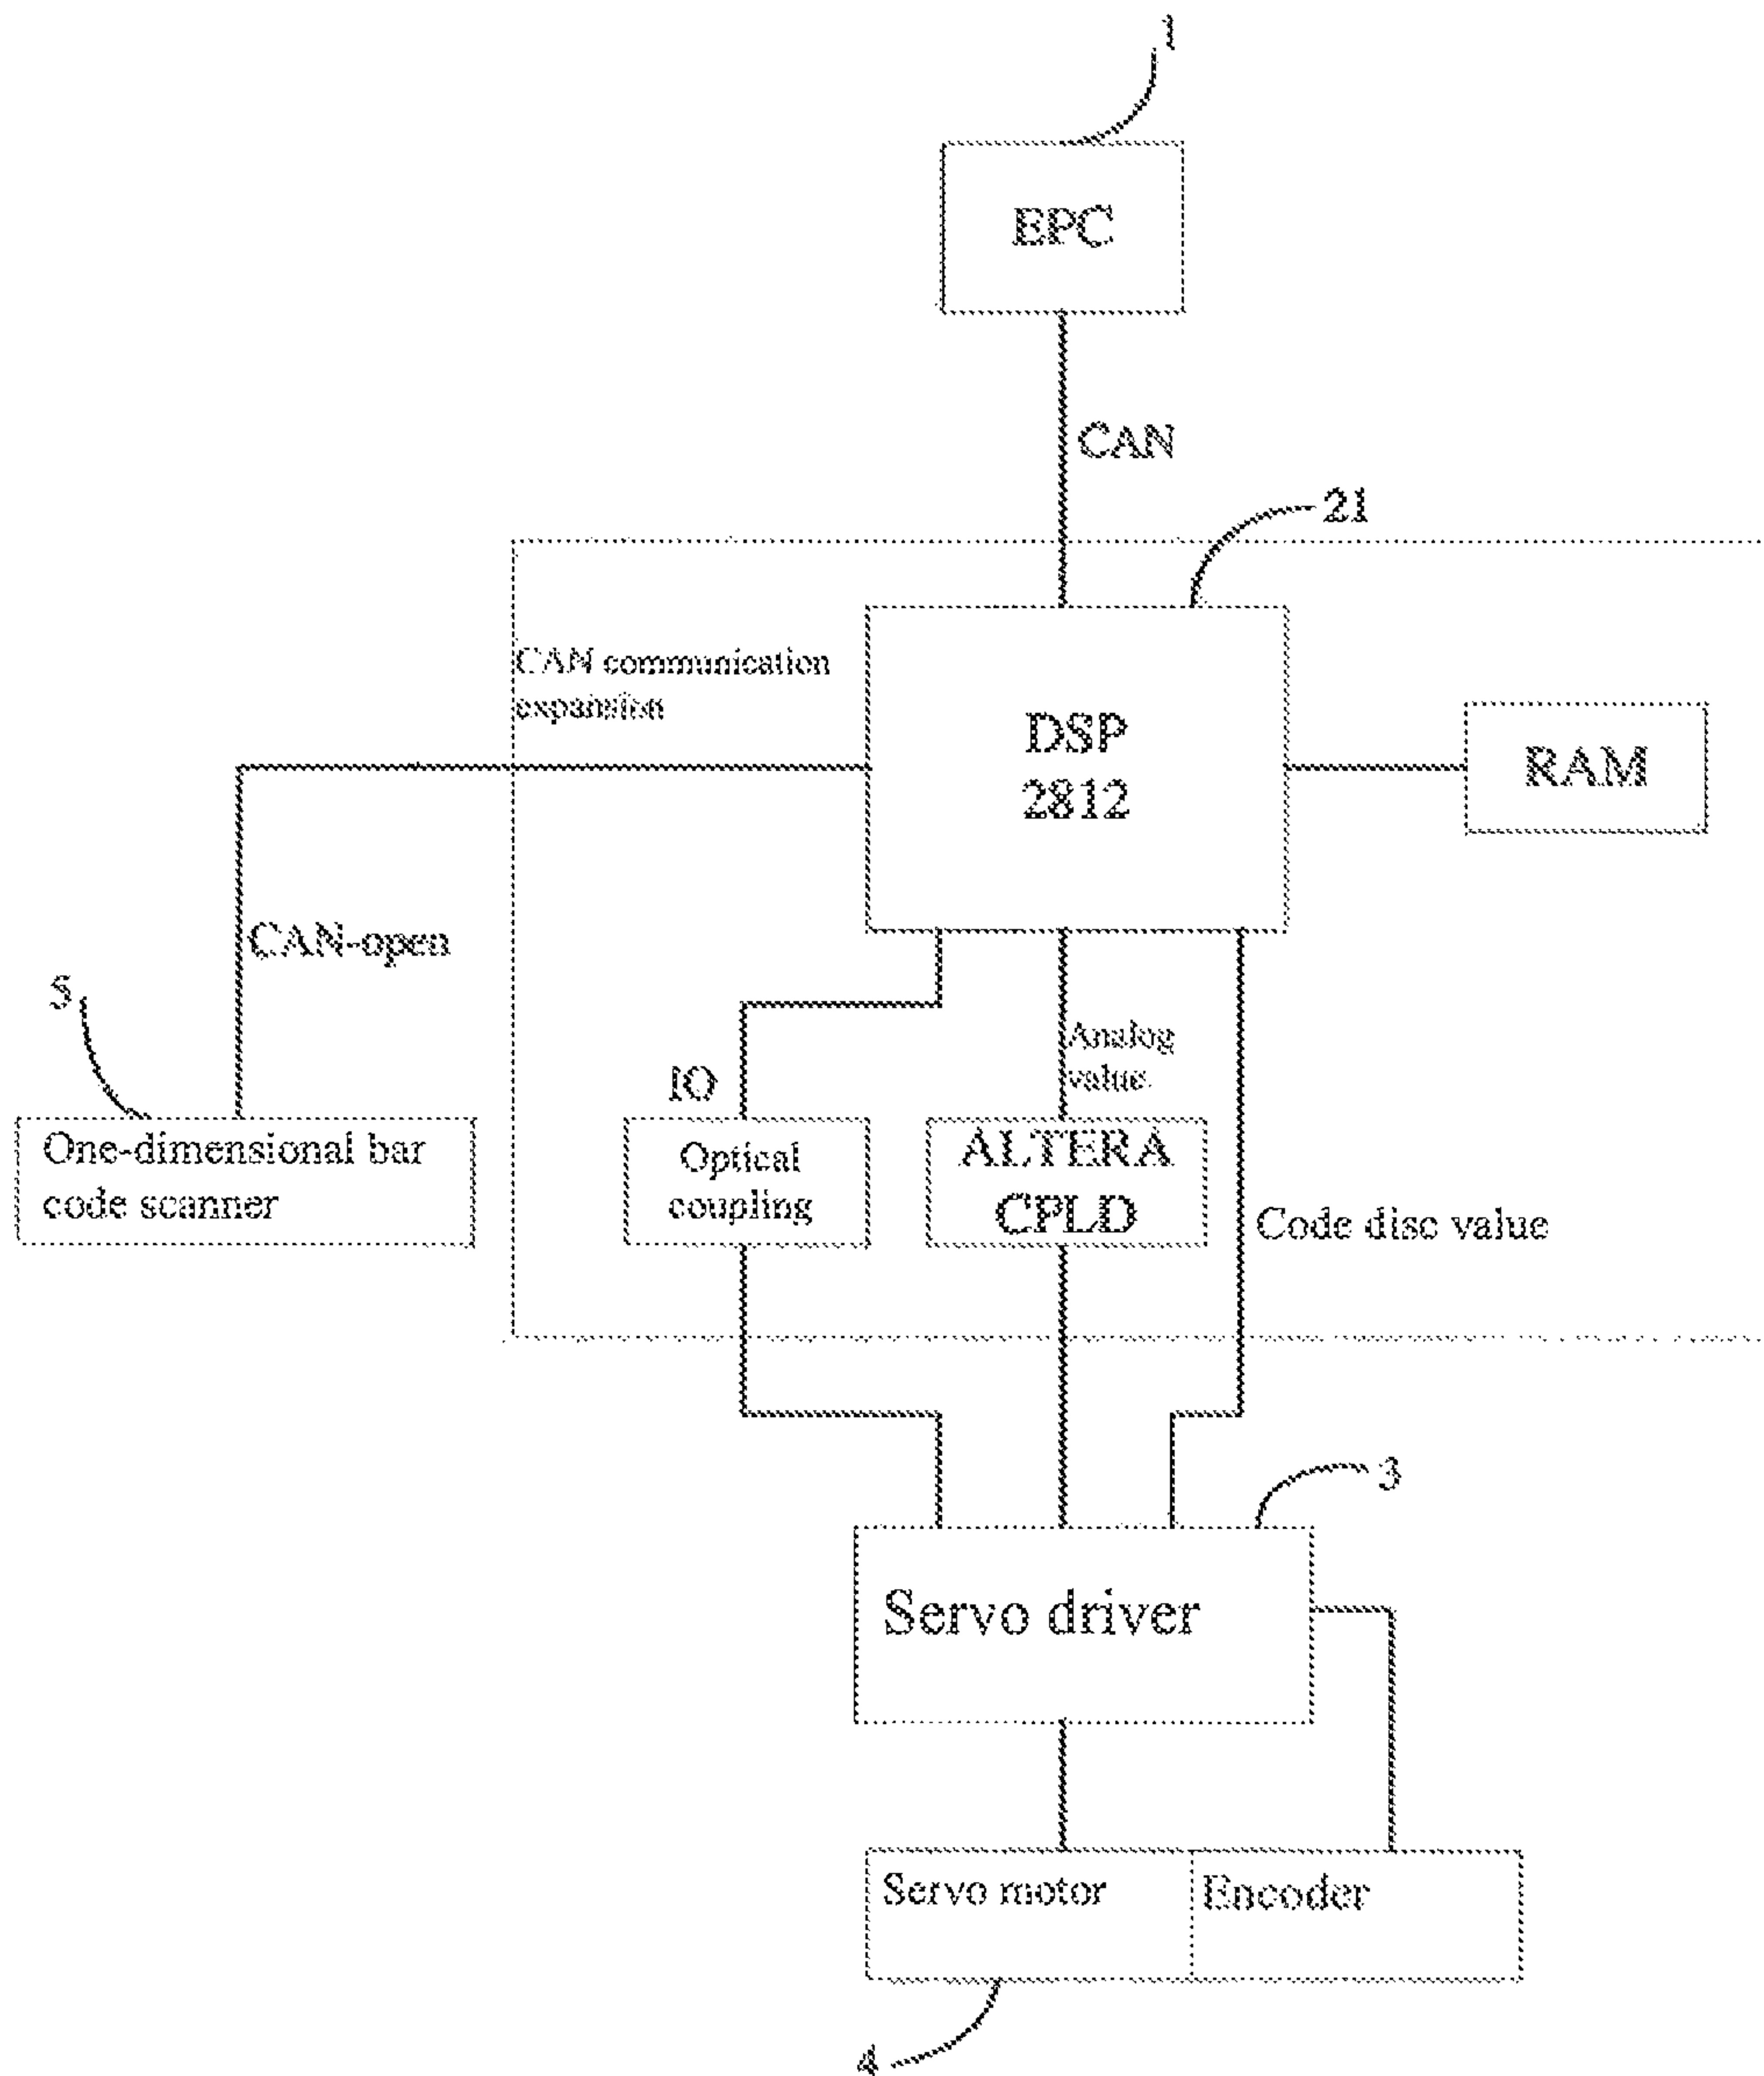 1
EPC
CAN
21
CAN communication
expansion
DSP
2812
RAM
CAN-open
5
Analog
value
IO
One-dimensional bar
code scanner
Optical
coupling
ALTERA
CPLD
Code disc value
3
Servo driver
Servo motor
Encoder
4